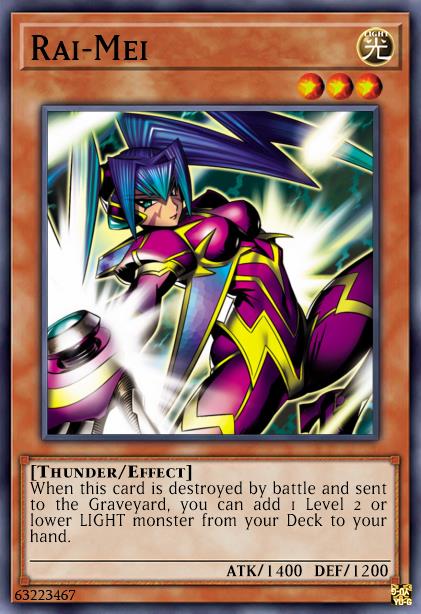 Rai-Mei
LIGHT
光
[Thunder/Effect]
When this card is destroyed by battle and sent
to the Graveyard, you can add 1 Level 2 or
lower LIGHT monster from your Deck to your
hand.
ATK/1400 DEF/1200
63223467